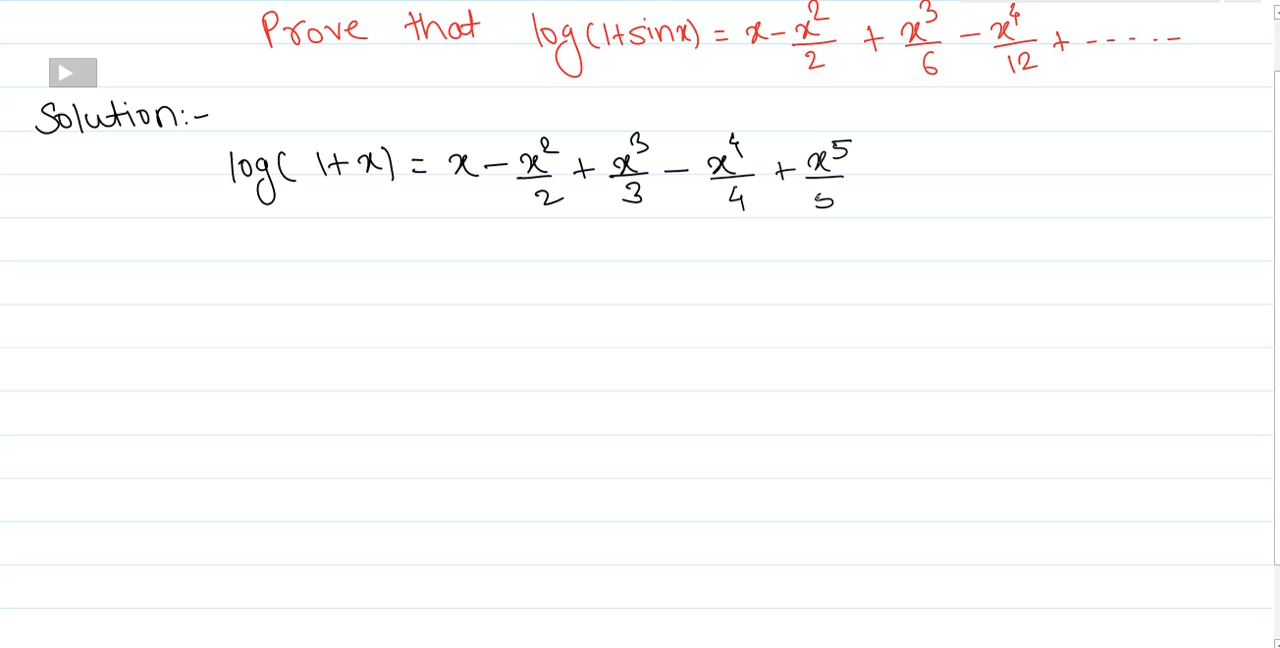 Prove that log(1+sinx) = x - x²/2 + x³/6 - x⁴/12 + ------
Solution:-
log( 1+x) = x - x²/2 + x³/3 - x⁴/4 + x⁵/5